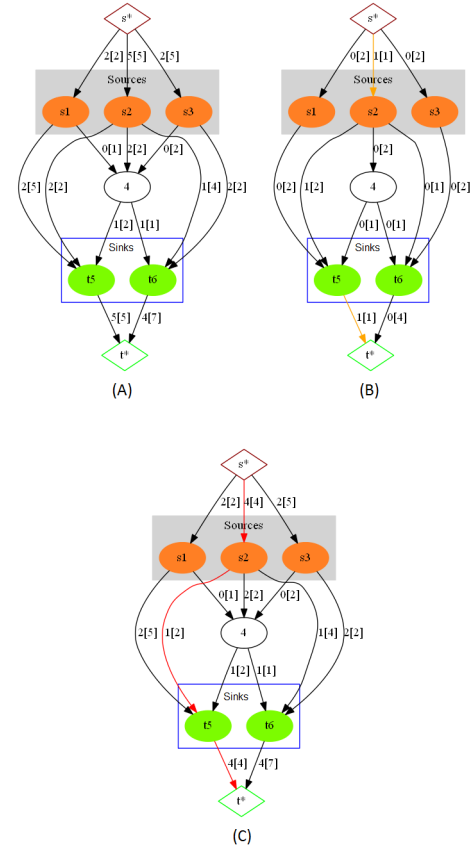 s*
2[2] 5[5] 2[5]
Sources
s1 s2 s3
0[1] 2[2] 0[2]
4
2[5] 2[2] 1[4] 2[2]
1[2] 1[1]
Sinks
t5 t6
5[5] 4[7]
t*
(A)
s*
0[2] 1[1] 0[2]
Sources
s1 s2 s3
0[2]
4
0[2] 1[2] 0[1] 0[2]
0[1] 0[1]
Sinks
t5 t6
1[1] 0[4]
t*
(B)
s*
2[2] 4[4] 2[5]
Sources
s1 s2 s3
0[1] 2[2] 0[2]
4
2[5] 1[2] 1[4] 2[2]
1[2] 1[1]
Sinks
t5 t6
4[4] 4[7]
t*
(C)